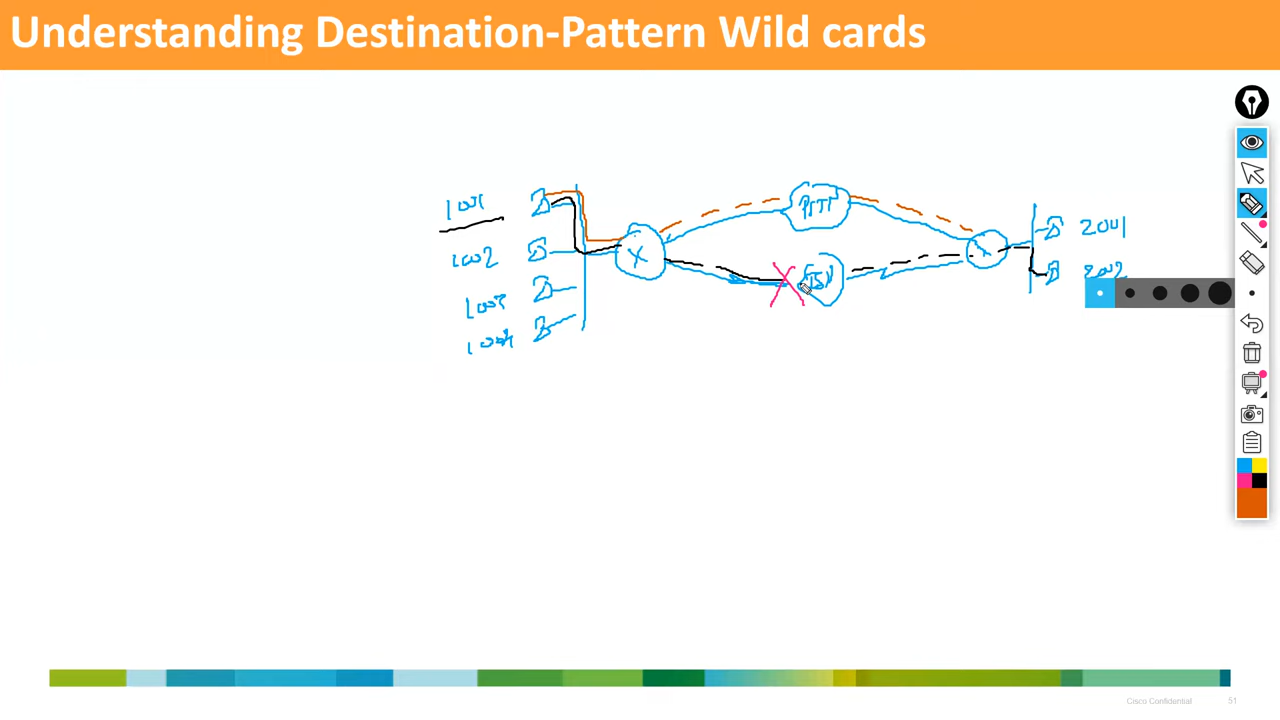 Understanding Destination-Pattern Wild cards
1001
PSTN
2001
1002
2002
1003
1004
Cisco Confidential
51